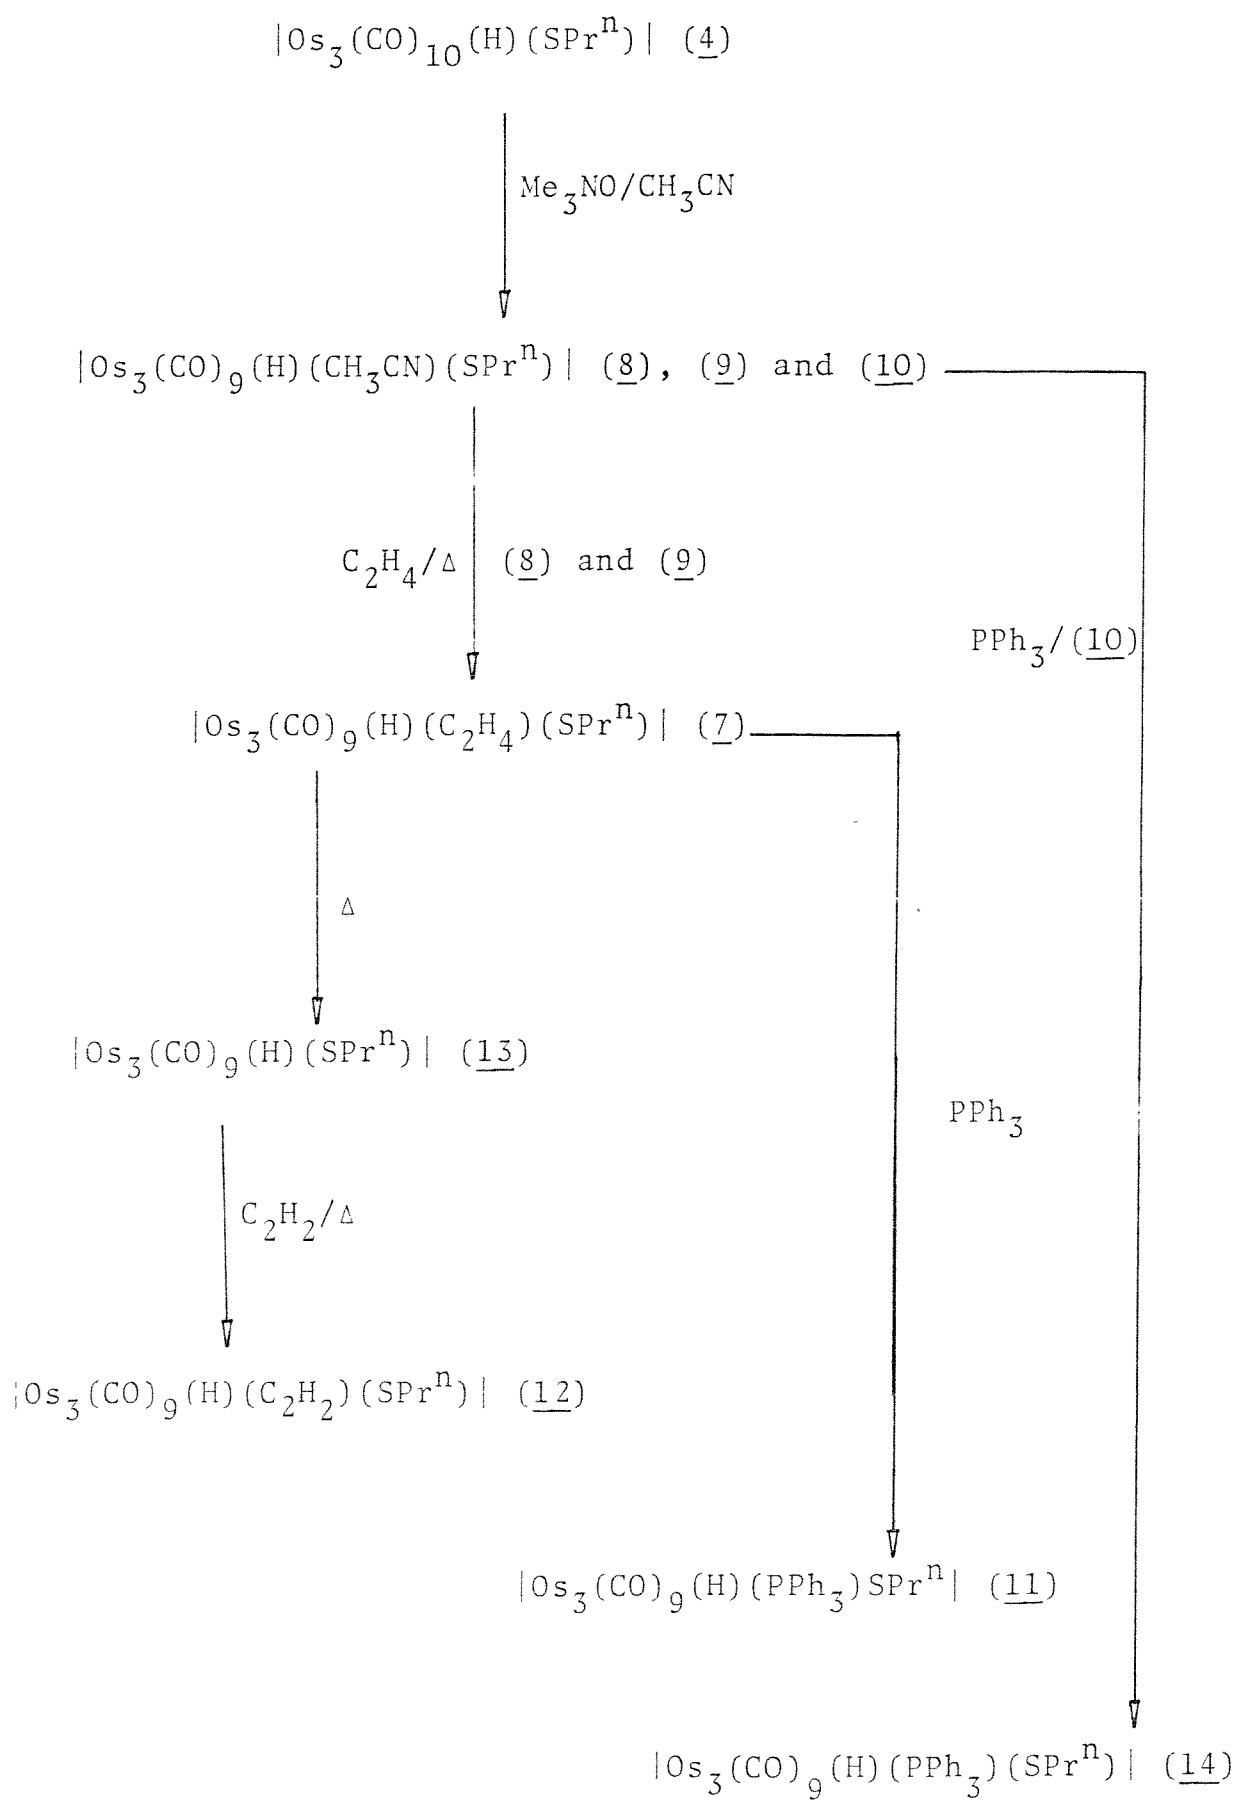 |Os₃(CO)₁₀(H)(SPrⁿ)| (4)
Me₃NO/CH₃CN
|Os₃(CO)₉(H)(CH₃CN)(SPrⁿ)| (8), (9) and (10)
C₂H₄/Δ (8) and (9)
PPh₃/(10)
|Os₃(CO)₉(H)(C₂H₄)(SPrⁿ)| (7)
Δ
|Os₃(CO)₉(H)(SPrⁿ)| (13)
PPh₃
C₂H₂/Δ
|Os₃(CO)₉(H)(C₂H₂)(SPrⁿ)| (12)
|Os₃(CO)₉(H)(PPh₃)SPrⁿ| (11)
|Os₃(CO)₉(H)(PPh₃)(SPrⁿ)| (14)